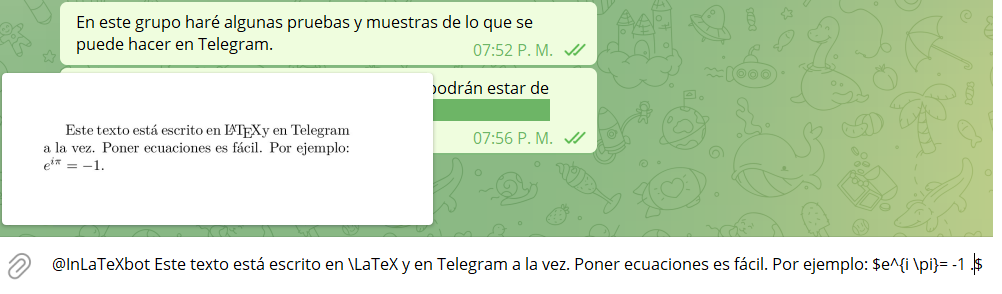 En este grupo haré algunas pruebas y muestras de lo que se
puede hacer en Telegram.
07:52 P. M.
podrán estar de
07:56 P. M.
Este texto está escrito en LATEXy en Telegram
a la vez. Poner ecuaciones es fácil. Por ejemplo:
e^{iπ} = −1.
@InLaTeXbot Este texto está escrito en \LaTeX y en Telegram a la vez. Poner ecuaciones es fácil. Por ejemplo: $e^{i \pi}= -1 .$